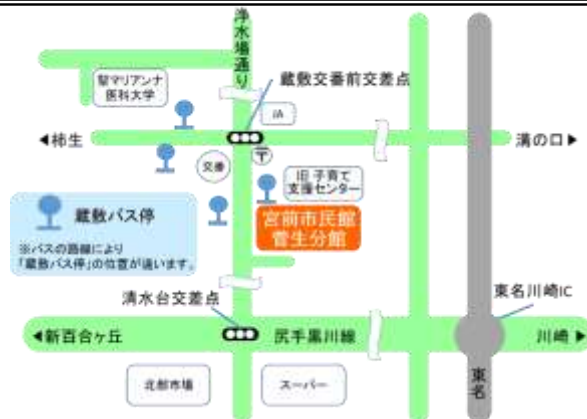 浄水場通り
聖マリアンナ
医科大学
蔵敷交番前交差点
JA
◀柿生
溝の口▶
交番
〒
旧 子育て
支援センター
蔵敷バス停
※バスの路線により
「蔵敷バス停」の位置が違います。
宮前市民館
菅生分館
清水台交差点
東名川崎IC
◀新百合ヶ丘
尻手黒川線
川崎▶
東名
北部市場
スーパー